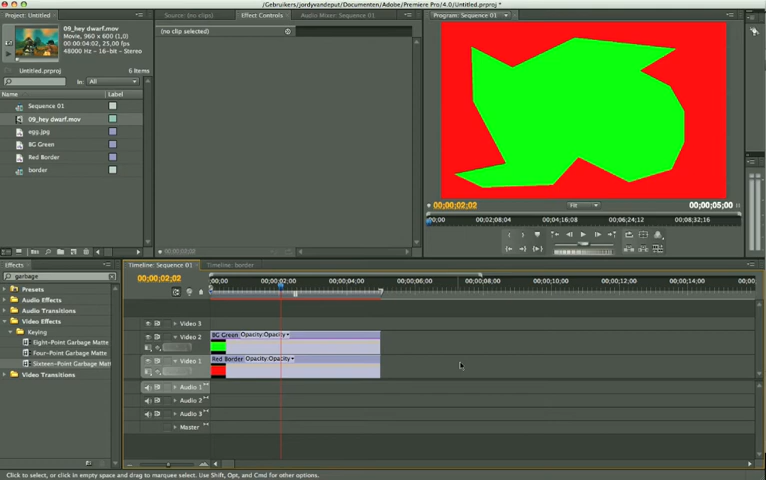 /Gebruikers/jordyvandeput/Documenten/Adobe/Premiere Pro/4.0/Untitled.prproj *
Project: Untitled
Source: (no clips)
Effect Controls
Audio Mixer: Sequence 01
Program: Sequence 01
09_hey dwarf.mov
Movie, 960 x 600 (1,0)
00;00;04:02, 25,00 fps
48000 Hz - 16-bit - Stereo
(no clip selected)
Untitled.prproj
6 Items
In: All
Name
Label
Sequence 01
09_hey dwarf.mov
egg.jpg
BG Green
Red Border
border
00;00;02;02
Fit
00;00;05;00
00;00
00;02;08;04
00;04;16;08
00;06;24;12
00;08;32;16
Effects
Timeline: Sequence 01
Timeline: border
garbage
00;00;02;02
00;00
00;00;02;00
00;00;04;00
00;00;06;00
00;00;08;00
00;00;10;00
00;00;12;00
00;00;14;00
Presets
Audio Effects
Audio Transitions
Video Effects
Keying
Eight-Point Garbage Matt
Four-Point Garbage Matte
Sixteen-Point Garbage Matt
Video Transitions
Video 3
Video 2
BG Green Opacity:Opacity
Video 1
Red Border Opacity:Opacity
Audio 1
Audio 2
Audio 3
Master
Click to select, or click in empty space and drag to marquee select. Use Shift, Opt, and Cmd for other options.